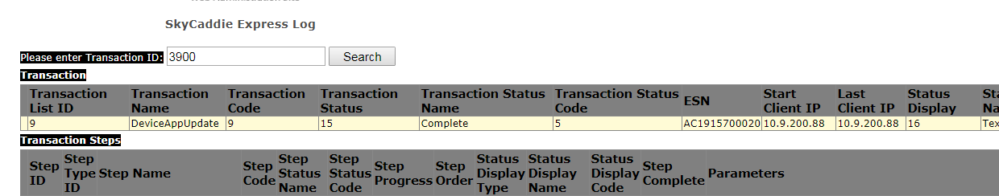 SkyCaddie Express Log
Please enter Transaction ID: 3900 Search
Transaction
Transaction List ID Transaction Name Transaction Code Transaction Status Transaction Status Name Transaction Status Code ESN Start Client IP Last Client IP Status Display
9 DeviceAppUpdate 9 15 Complete 5 AC1915700020 10.9.200.88 10.9.200.88 16 Tex
Transaction Steps
Step ID Step Type ID Step Name Step Code Step Status Name Step Status Code Step Progress Step Order Status Display Type Status Display Name Status Display Code Step Complete Parameters